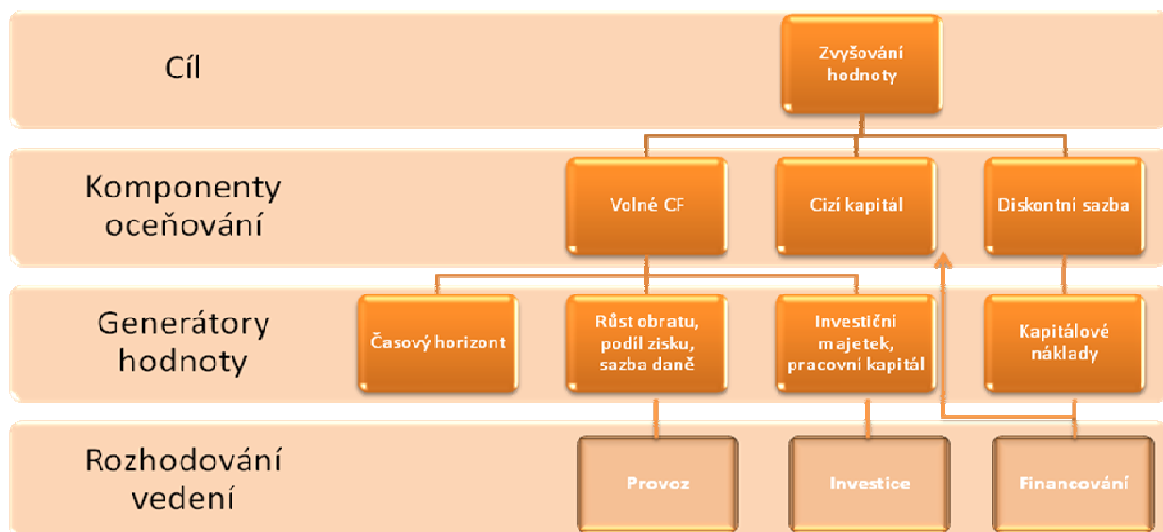 Cíl
Zvyšování
hodnoty
Komponenty
oceňování
Volné CF
Cizí kapitál
Diskontní sazba
Generátory
hodnoty
Časový horizont
Růst obratu,
podíl zisku,
sazba daně
Investiční
majetek,
pracovní kapitál
Kapitálové
náklady
Rozhodování
vedení
Provoz
Investice
Financování